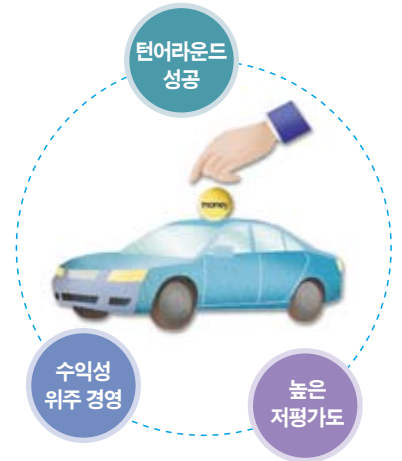 턴어라운드
성공
money
수익성
위주 경영
높은
저평가도